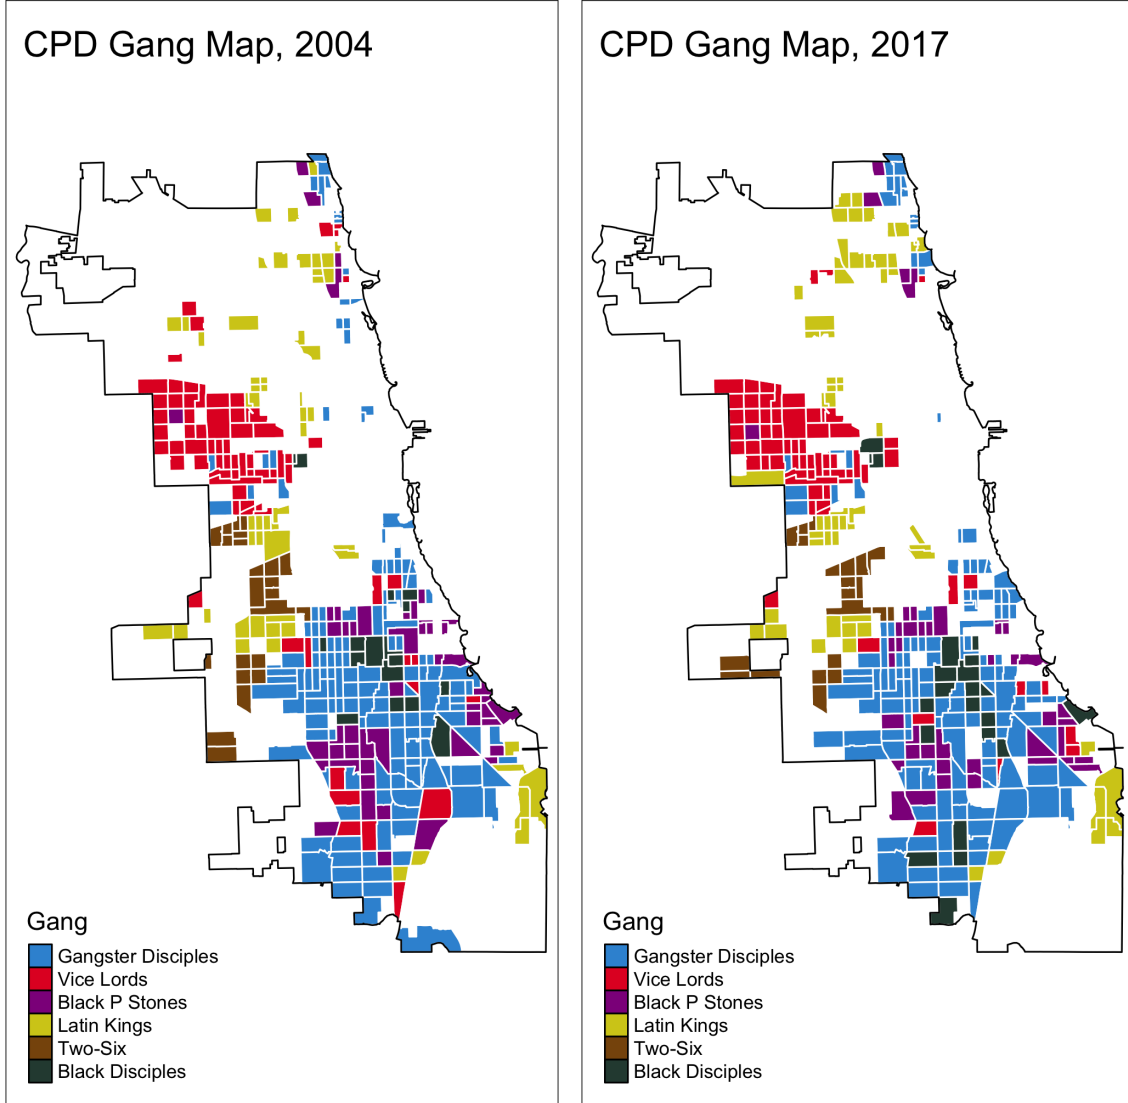 CPD Gang Map, 2004
Gang
Gangster Disciples
Vice Lords
Black P Stones
Latin Kings
Two-Six
Black Disciples
CPD Gang Map, 2017
Gang
Gangster Disciples
Vice Lords
Black P Stones
Latin Kings
Two-Six
Black Disciples